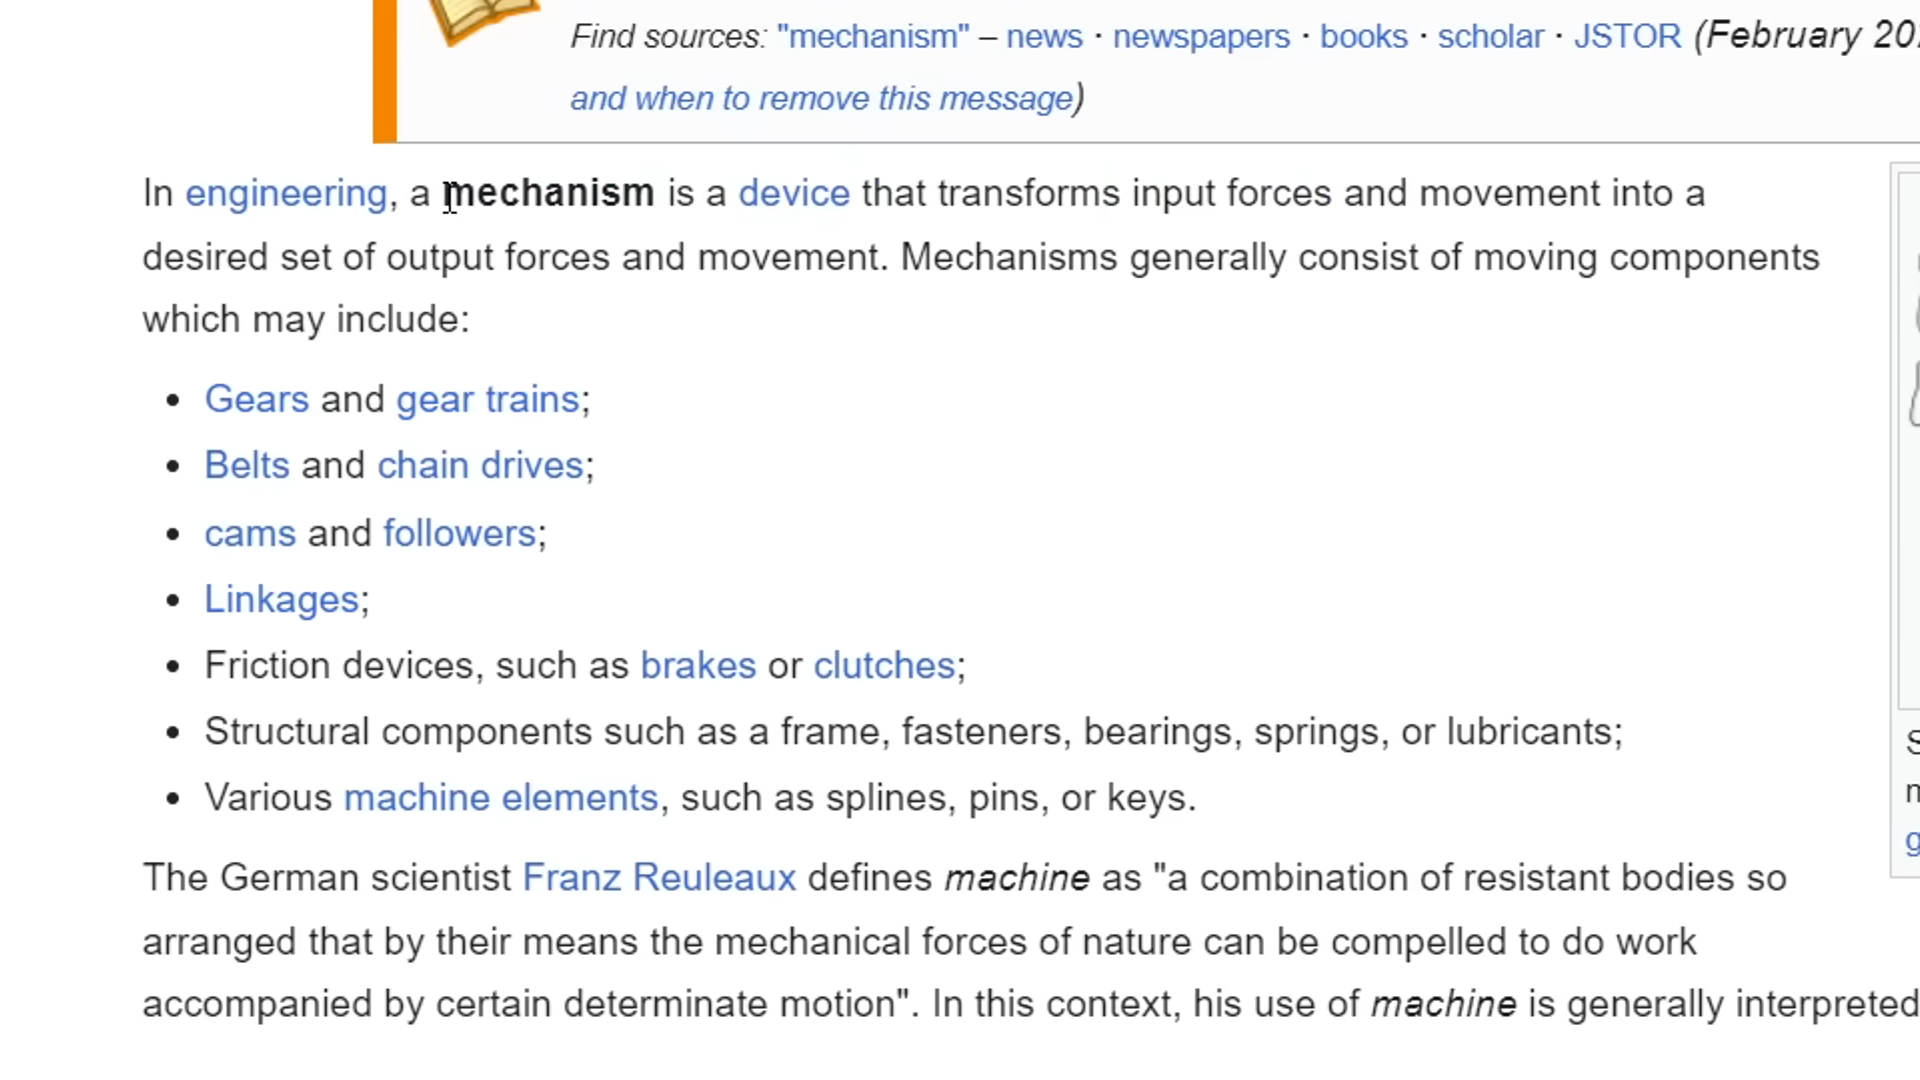 Find sources: "mechanism" – news · newspapers · books · scholar · JSTOR (February
and when to remove this message)
In engineering, a mechanism is a device that transforms input forces and movement into a
desired set of output forces and movement. Mechanisms generally consist of moving components
which may include:
• Gears and gear trains;
• Belts and chain drives;
• cams and followers;
• Linkages;
• Friction devices, such as brakes or clutches;
• Structural components such as a frame, fasteners, bearings, springs, or lubricants;
• Various machine elements, such as splines, pins, or keys.
The German scientist Franz Reuleaux defines machine as "a combination of resistant bodies so
arranged that by their means the mechanical forces of nature can be compelled to do work
accompanied by certain determinate motion". In this context, his use of machine is generally interpreted